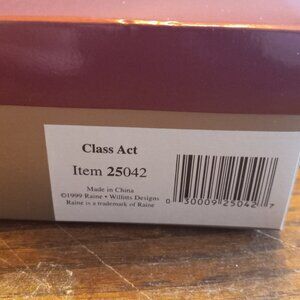 Class Act
Item 25042
Made in China
©1999 Raine • Willitts Designs
Raine is a trademark of Raine
0 30009 25042 7